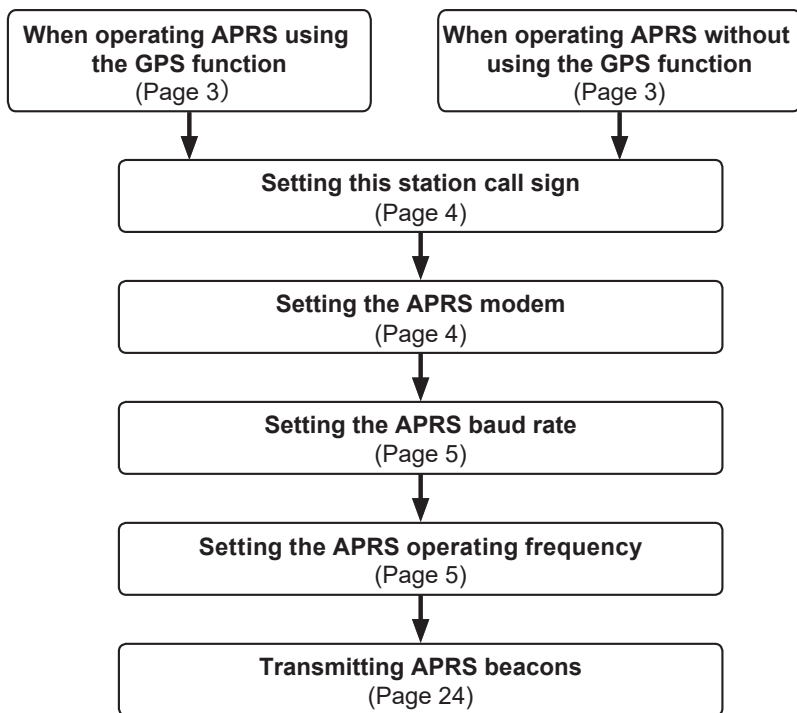 When operating APRS using
the GPS function
(Page 3）
When operating APRS without
using the GPS function
(Page 3)
Setting this station call sign
(Page 4)
Setting the APRS modem
(Page 4)
Setting the APRS baud rate
(Page 5)
Setting the APRS operating frequency
(Page 5)
Transmitting APRS beacons
(Page 24)